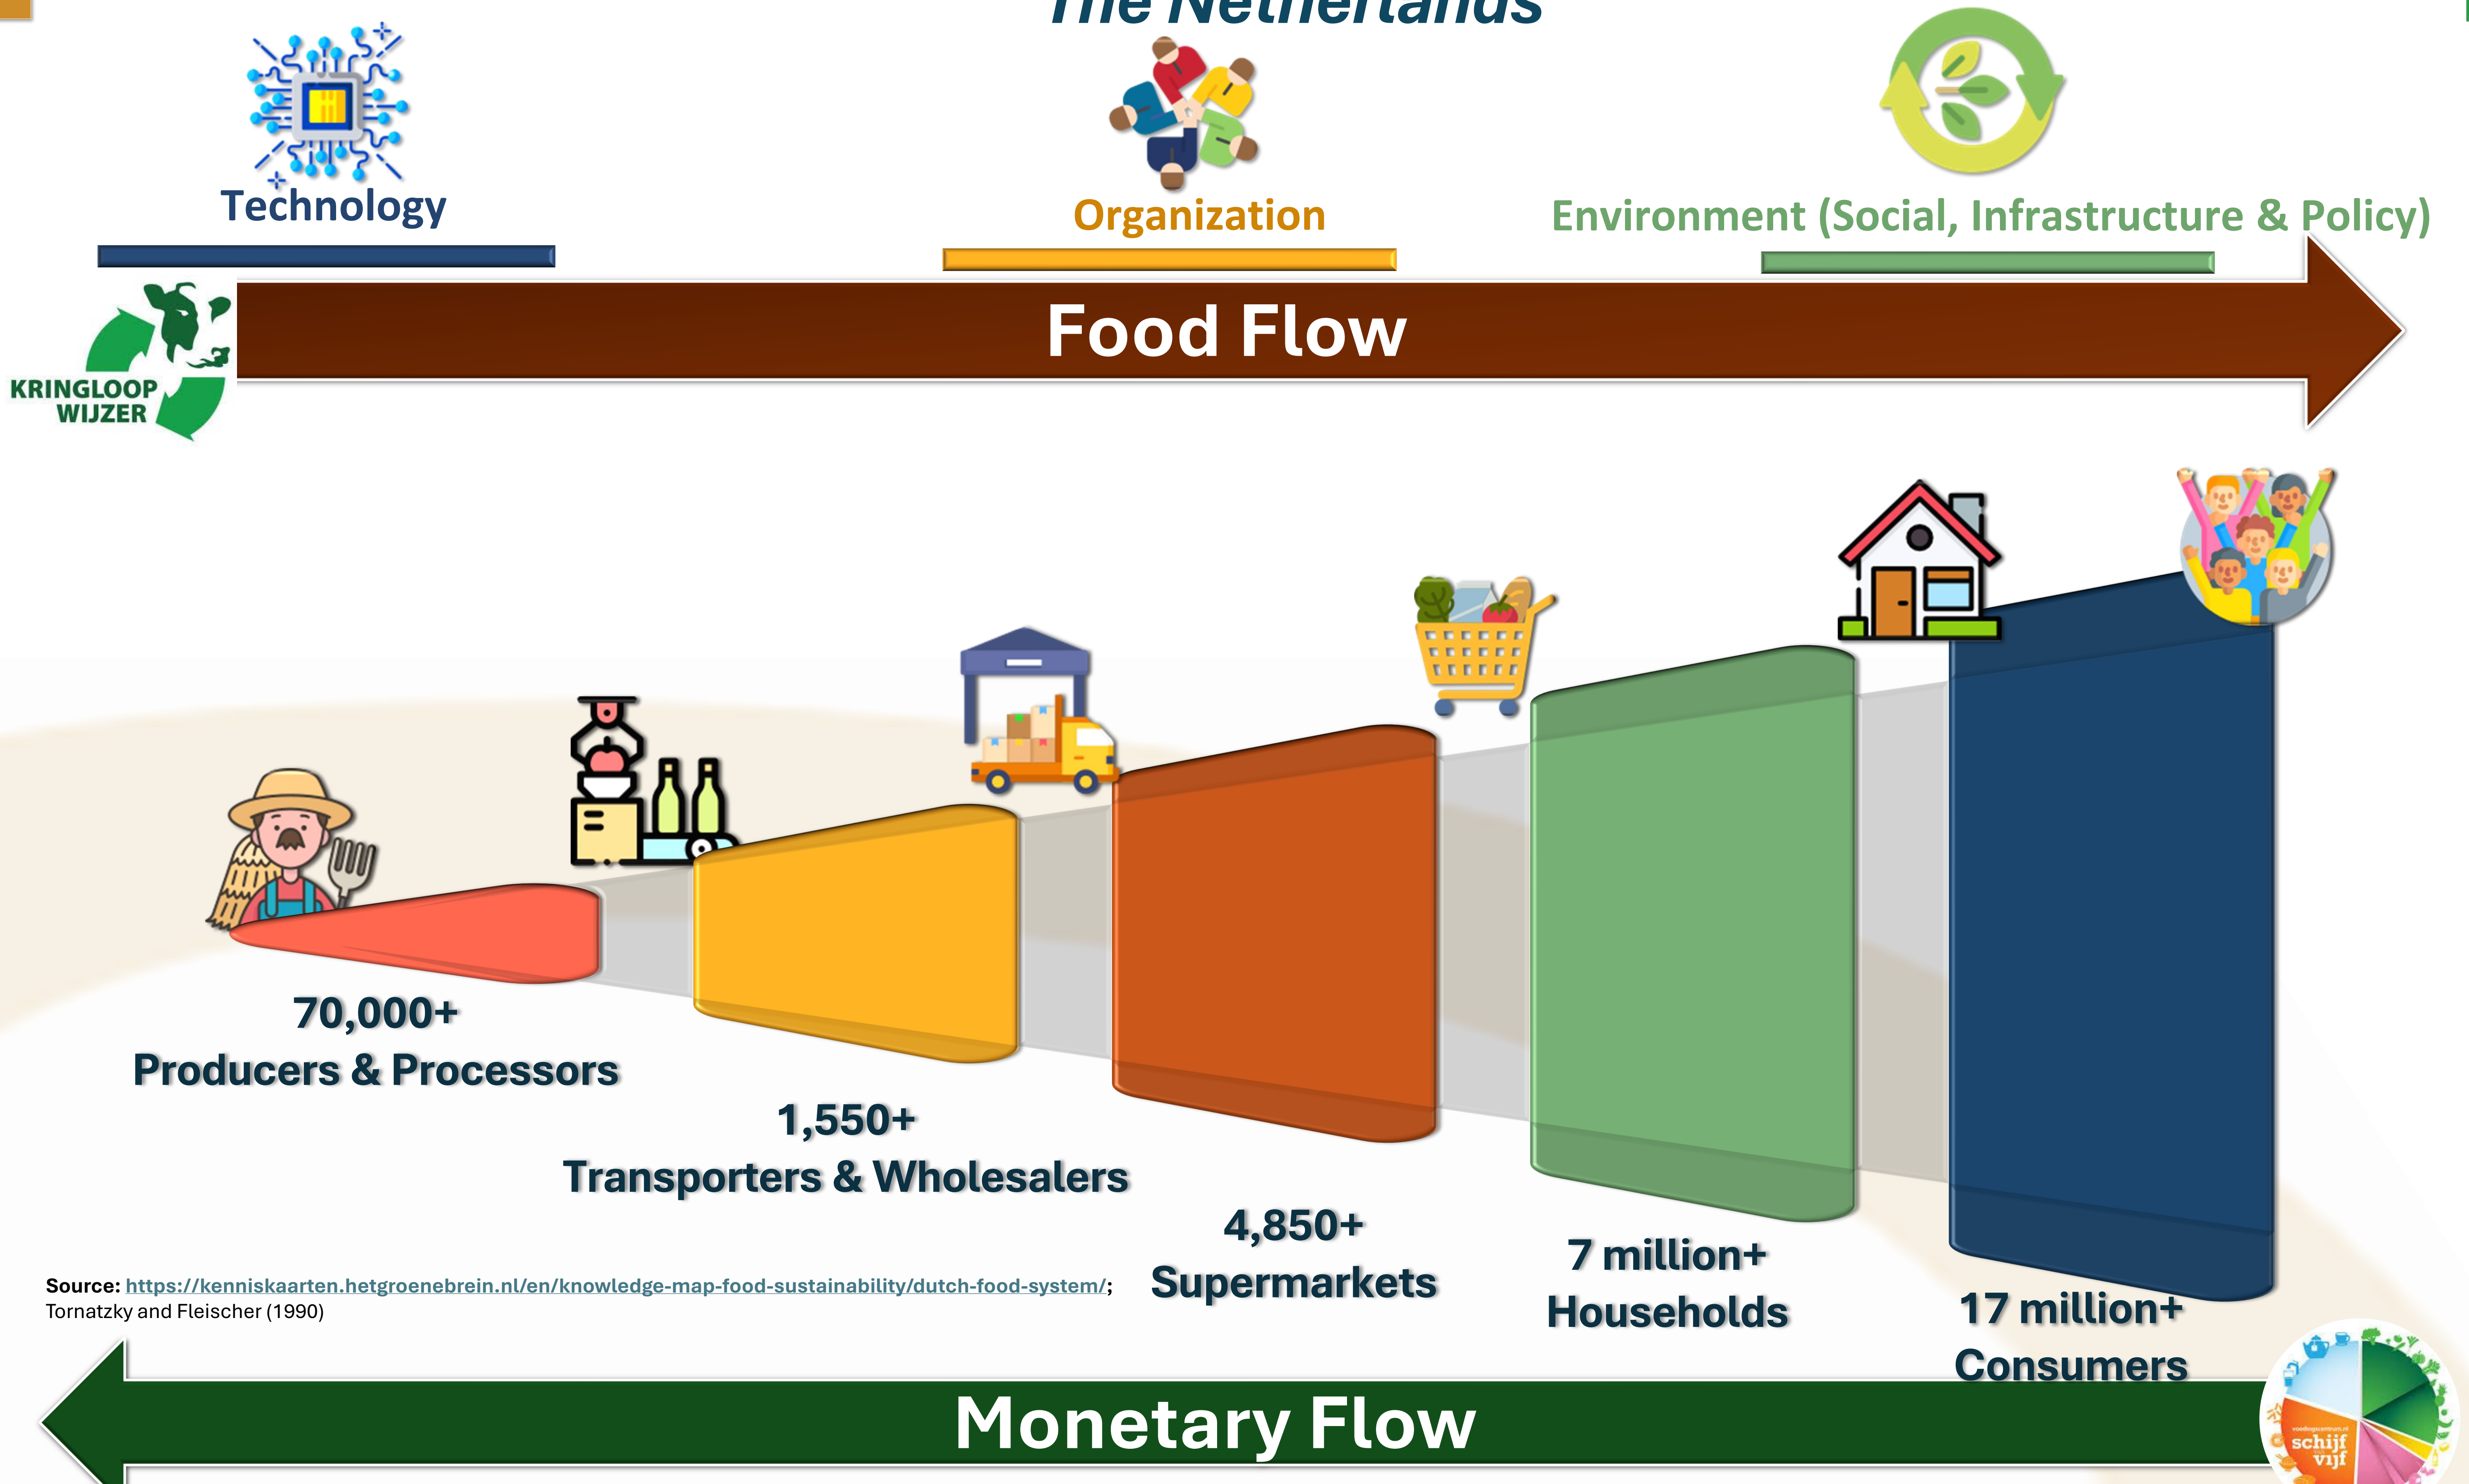 The Netherlands
Technology
Organization
Environment (Social, Infrastructure & Policy)
Food Flow
KRINGLOOP
WIJZER
70,000+
Producers & Processors
1,550+
Transporters & Wholesalers
4,850+
Supermarkets
7 million+
Households
17 million+
Consumers
Source: https://kenniskaarten.hetgroenebrein.nl/en/knowledge-map-food-sustainability/dutch-food-system/;
Tornatzky and Fleischer (1990)
Monetary Flow
voedingscentrum.nl
schijf
vijf